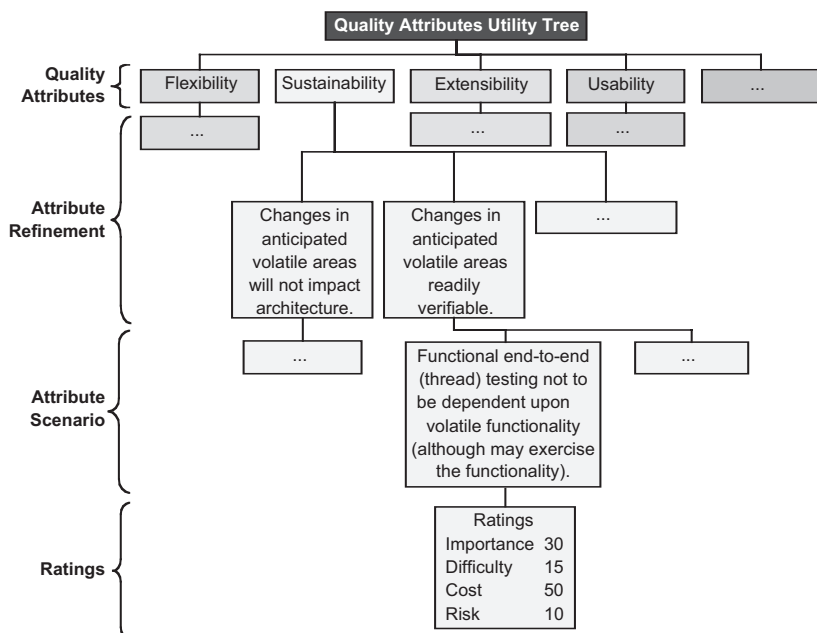 Quality Attributes Utility Tree
Quality
Attributes
Flexibility
Sustainability
Extensibility
Usability
...
...
...
...
Attribute
Refinement
Changes in
anticipated
volatile areas
will not impact
architecture.
Changes in
anticipated
volatile areas
readily
verifiable.
...
Attribute
Scenario
...
Functional end-to-end
(thread) testing not to
be dependent upon
volatile functionality
(although may exercise
the functionality).
...
Ratings
Ratings
Importance 30
Difficulty 15
Cost 50
Risk 10